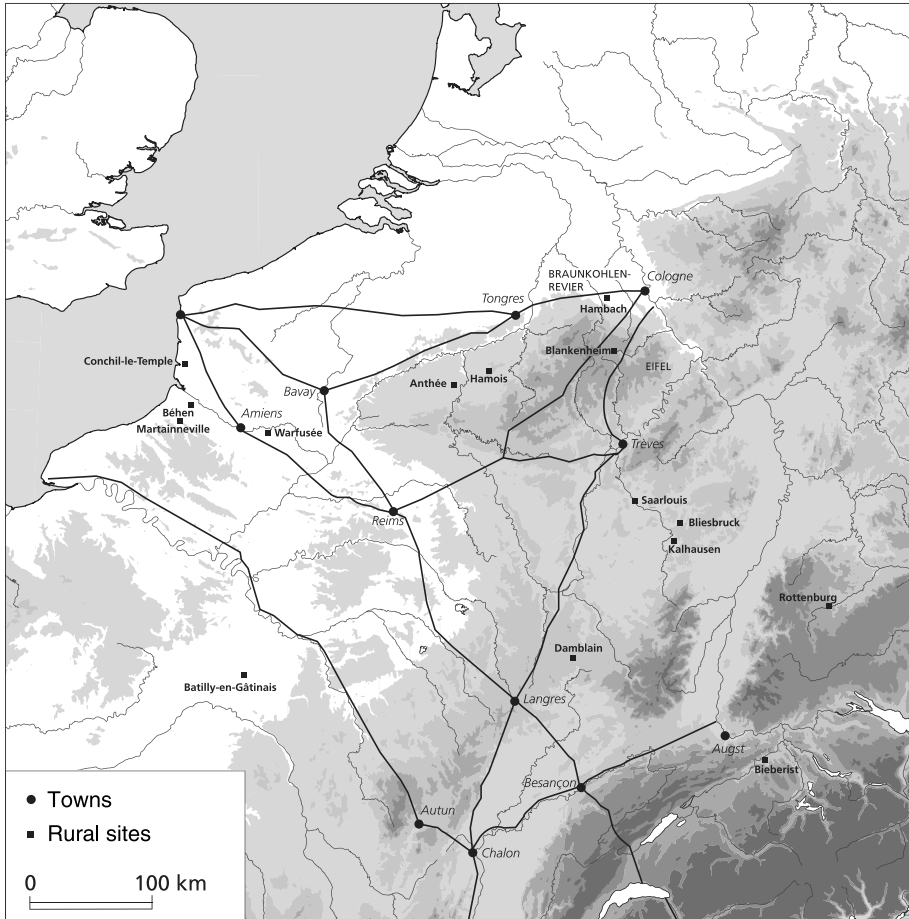 BRAUNKOHLEN-
REVIER
Cologne
Tongres
Hambach
Blankenheim
EIFEL
Conchil-le-Temple
Hamois
Anthée
Bavay
Béhen
Martainneville
Amiens
Warfusée
Trèves
Saarlouis
Reims
Bliesbruck
Kalhausen
Rottenburg
Damblain
Batilly-en-Gâtinais
Langres
Augst
Bieberist
Besançon
Autun
Chalon
Towns
Rural sites
0 100 km